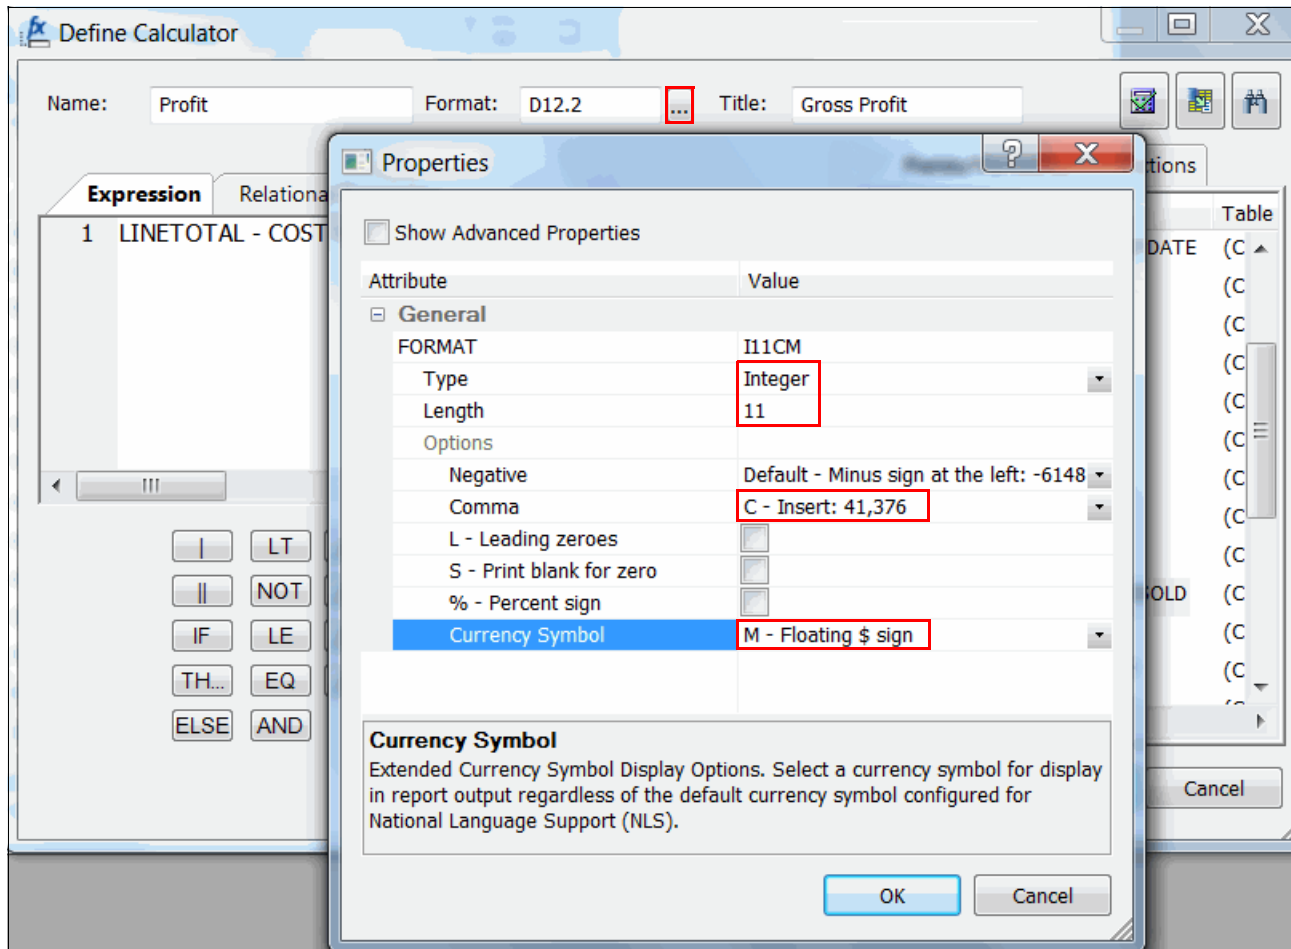 Define Calculator
Name: Profit Format: D12.2 ... Title: Gross Profit
Properties
Expression Relationa
1 LINETOTAL - COST
Show Advanced Properties
Attribute Value
General
FORMAT I11CM
Type Integer
Length 11
Options
Negative Default - Minus sign at the left: -6148
Comma C - Insert: 41,376
L - Leading zeroes
S - Print blank for zero
% - Percent sign
Currency Symbol M - Floating $ sign
Currency Symbol
Extended Currency Symbol Display Options. Select a currency symbol for display
in report output regardless of the default currency symbol configured for
National Language Support (NLS).
OK Cancel
| LT
|| NOT
IF LE
TH... EQ
ELSE AND
ctions
Table
DATE (C
(C
(C
(C
(C
(C
(C
(C
(C
SOLD (C
(C
(C
Cancel